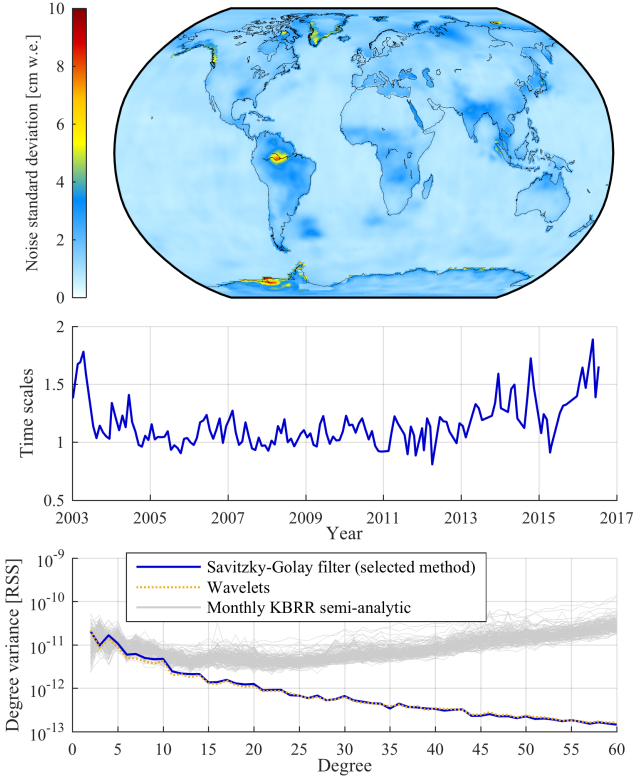 Noise standard deviation [cm w.e.]
10
8
6
4
2
0
Time scales
2
1.5
1
0.5
2003 2005 2007 2009 2011 2013 2015 2017
Year
Degree variance [RSS]
10-9
10-10
10-11
10-12
10-13
Savitzky-Golay filter (selected method)
Wavelets
Monthly KBRR semi-analytic
0 5 10 15 20 25 30 35 40 45 50 55 60
Degree